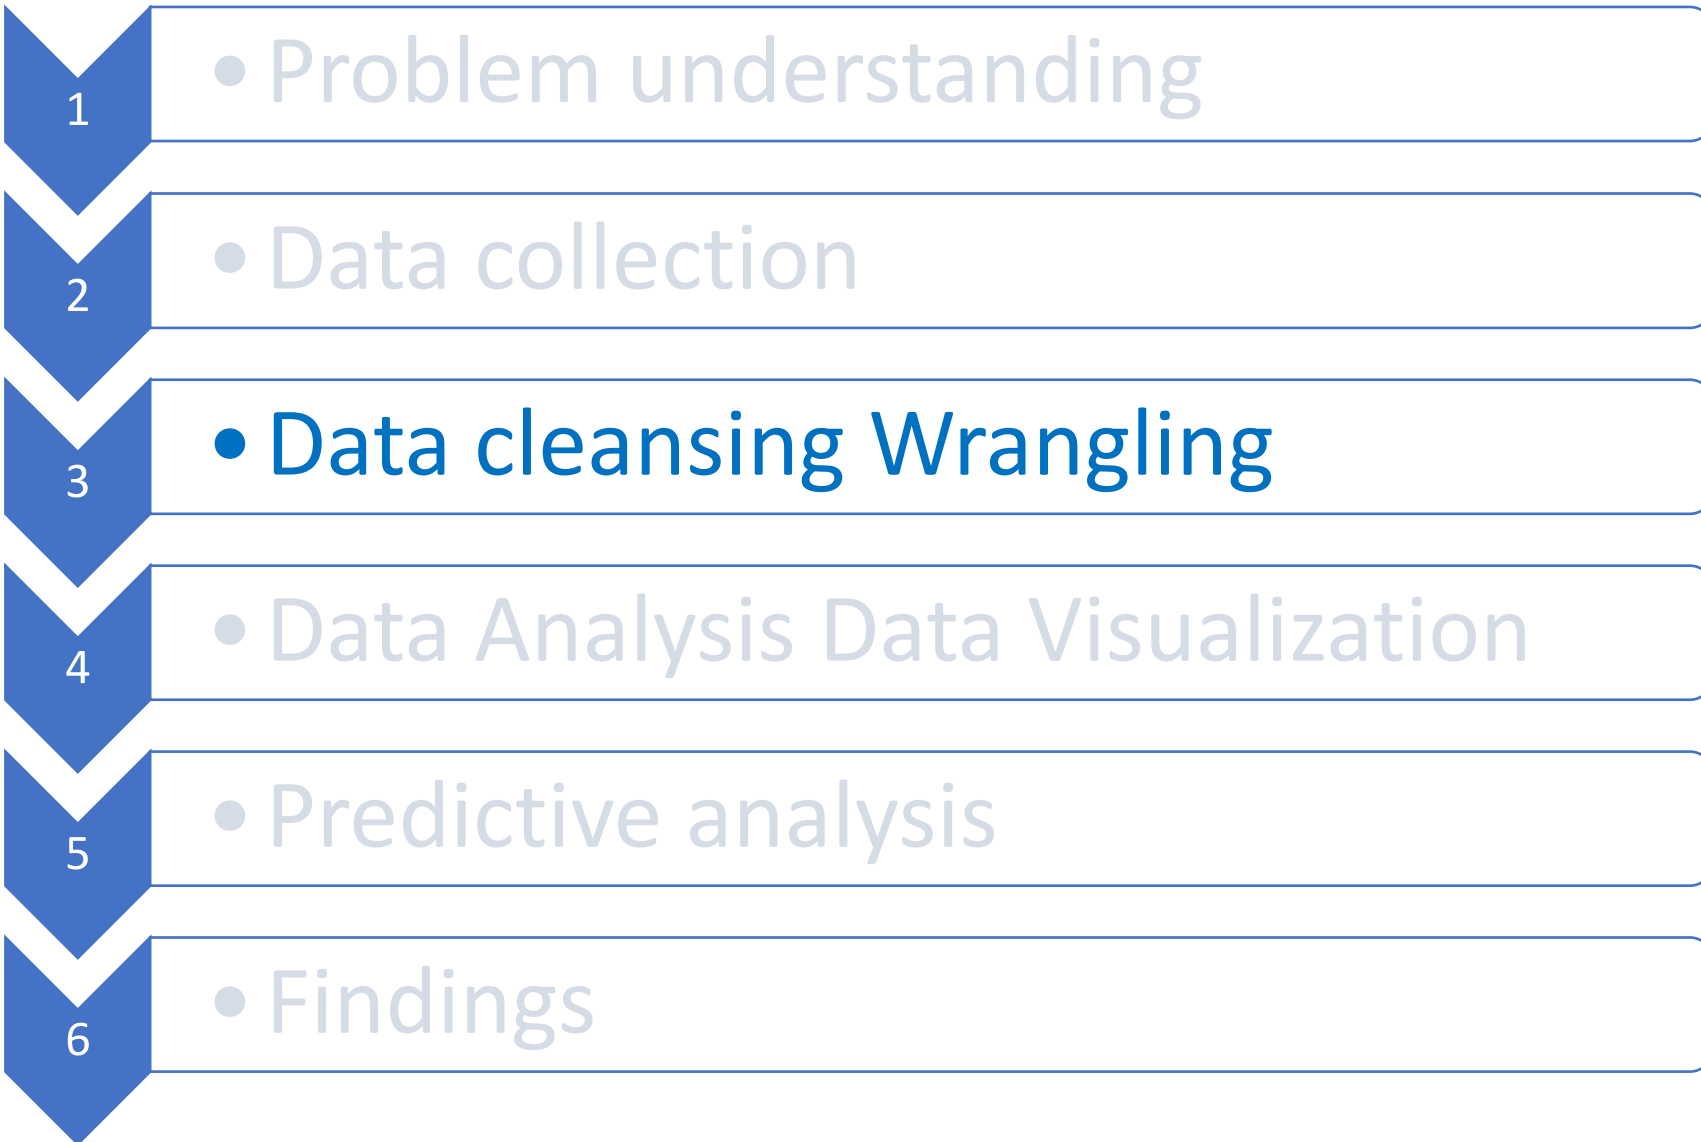 1
• Problem understanding
2
• Data collection
3
• Data cleansing Wrangling
4
• Data Analysis Data Visualization
5
• Predictive analysis
6
• Findings